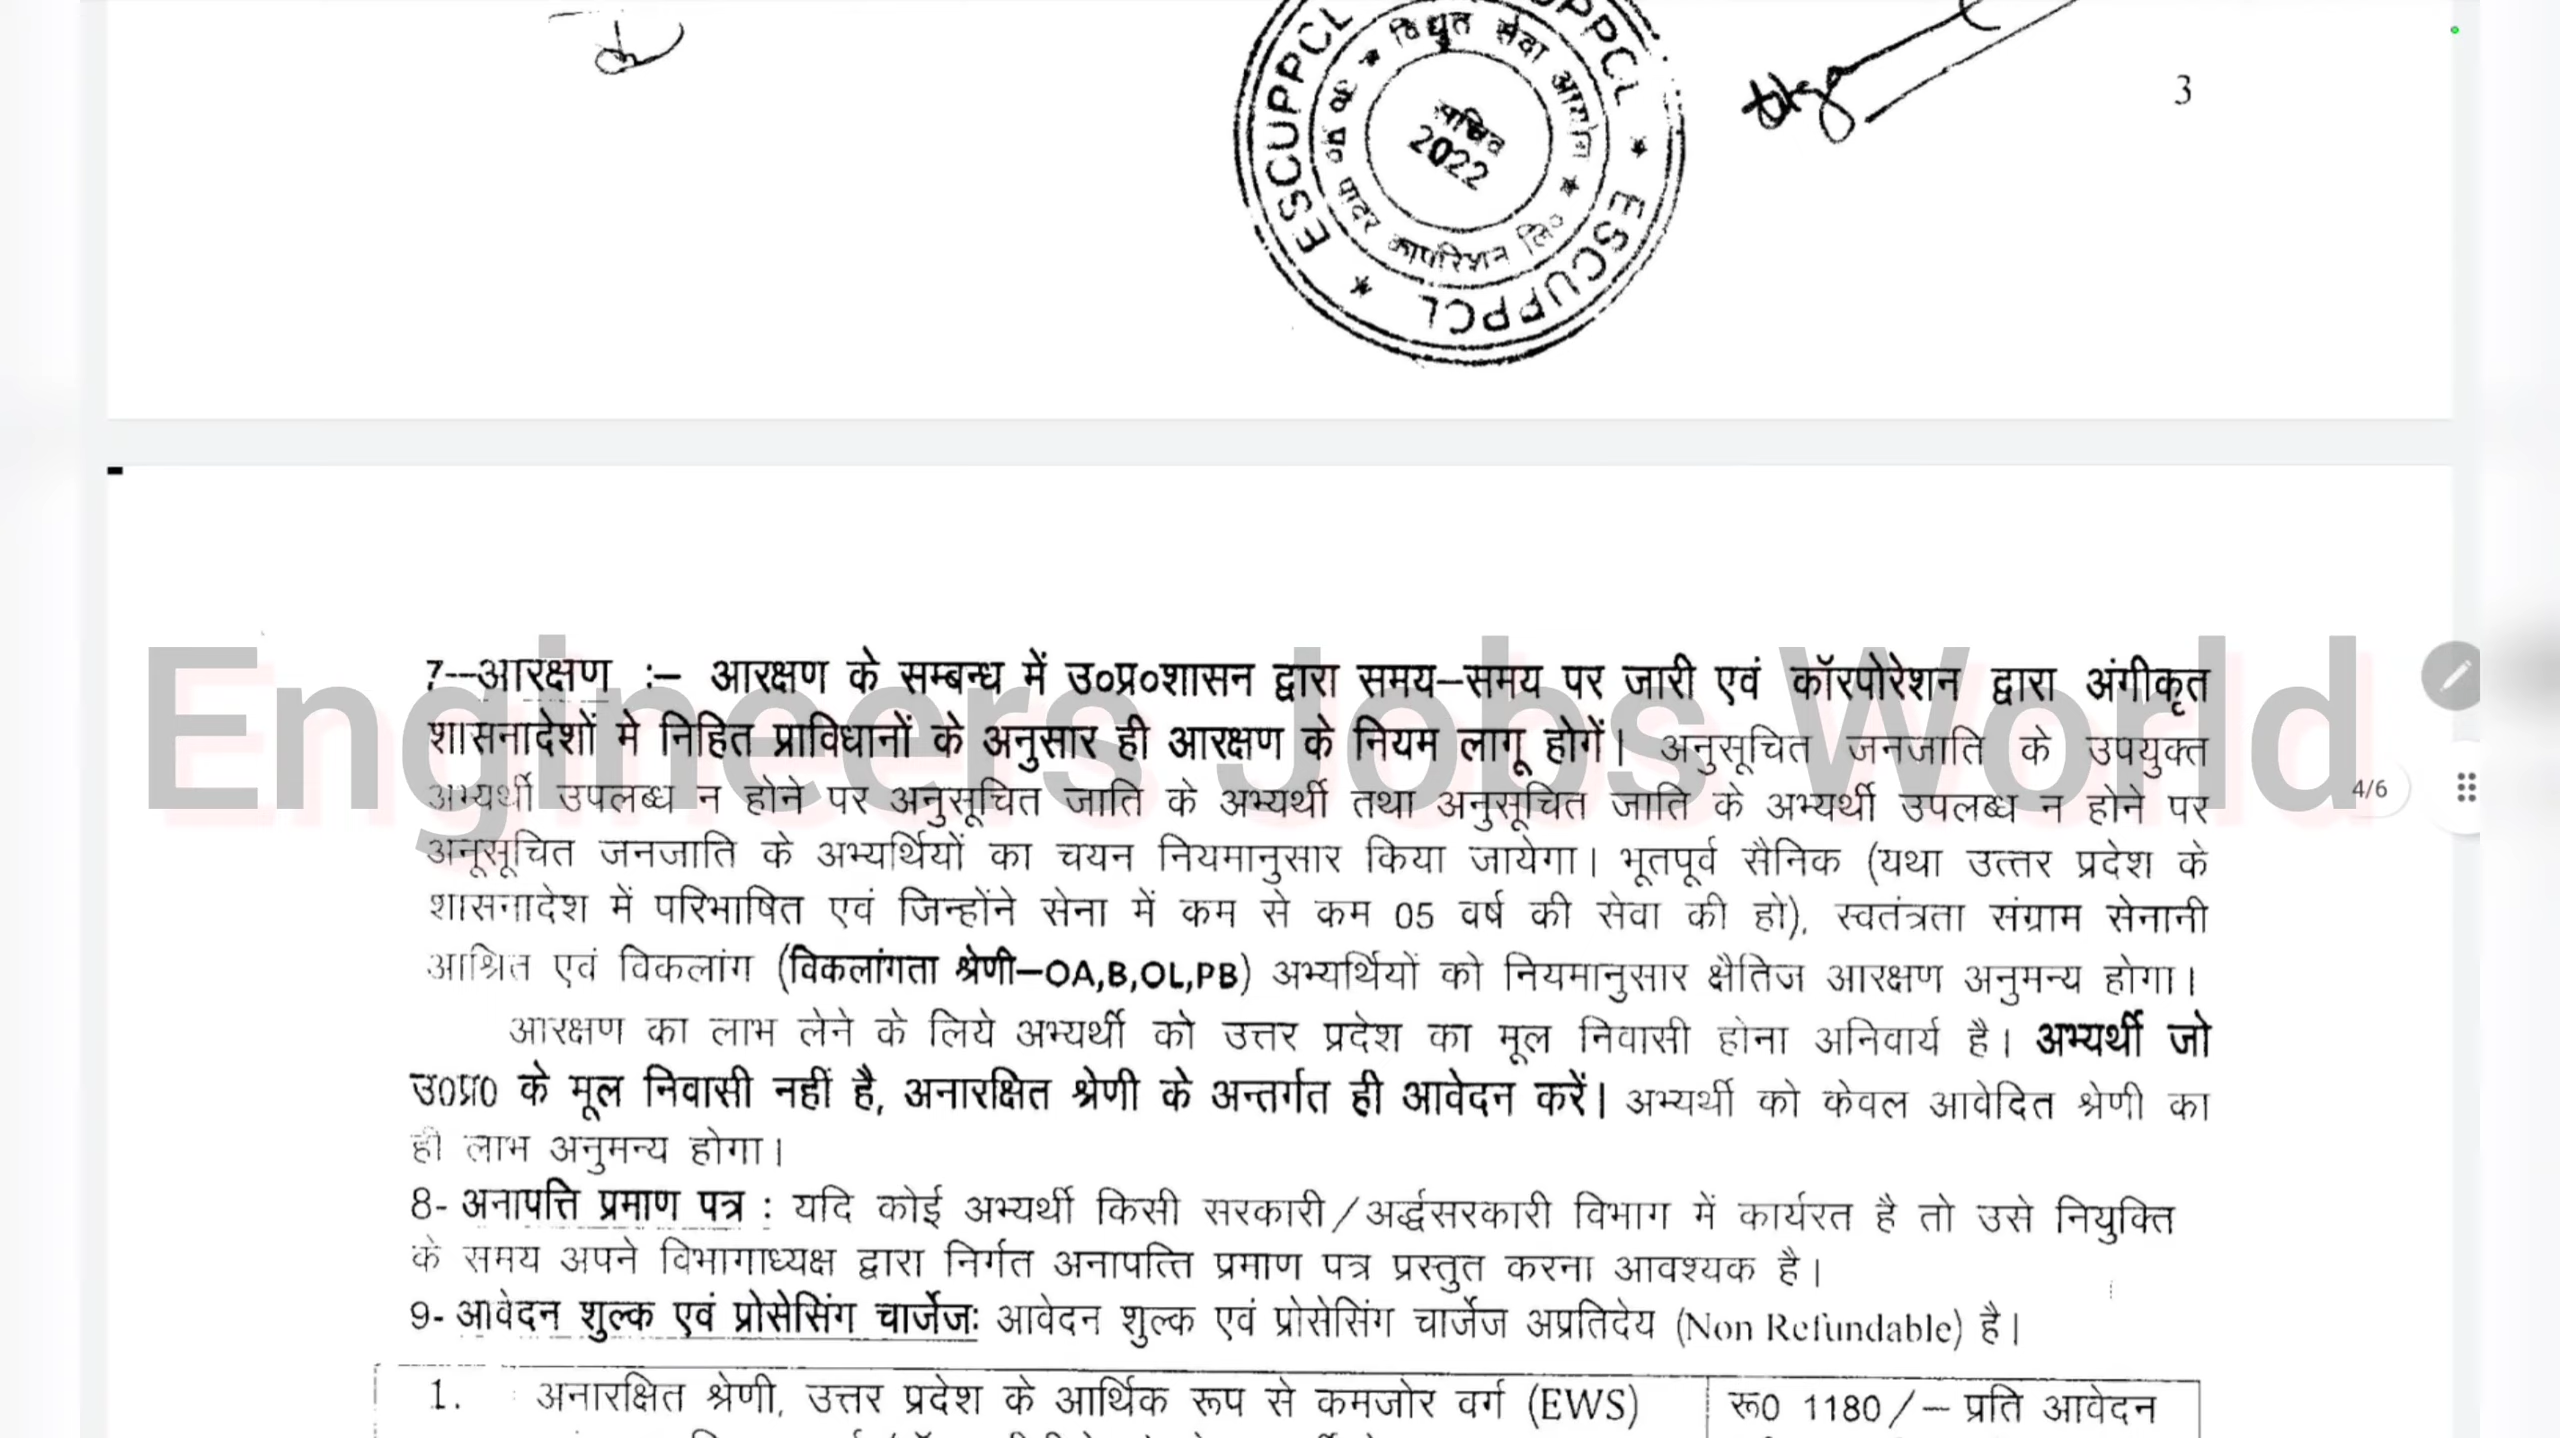 ESCUPPCL ★ ESCUPPCL ★ ESCUPPCL
विद्युत सेवा आयोग ★ पावर कार्पोरेशन लि०
सचिव
2022
3
Engineers Jobs World
4/6
7--आरक्षण :– आरक्षण के सम्बन्ध में उ०प्र०शासन द्वारा समय–समय पर जारी एवं कॉरपोरेशन द्वारा अंगीकृत
शासनादेशों मे निहित प्राविधानों के अनुसार ही आरक्षण के नियम लागू होगें। अनुसूचित जनजाति के उपयुक्त
अभ्यर्थी उपलब्ध न होने पर अनुसूचित जाति के अभ्यर्थी तथा अनुसूचित जाति के अभ्यर्थी उपलब्ध न होने पर
अनूसूचित जनजाति के अभ्यर्थियों का चयन नियमानुसार किया जायेगा। भूतपूर्व सैनिक (यथा उत्तर प्रदेश के
शासनादेश में परिभाषित एवं जिन्होंने सेना में कम से कम 05 वर्ष की सेवा की हो), स्वतंत्रता संग्राम सेनानी
आश्रित एवं विकलांग (विकलांगता श्रेणी–OA,B,OL,PB) अभ्यर्थियों को नियमानुसार क्षैतिज आरक्षण अनुमन्य होगा।
आरक्षण का लाभ लेने के लिये अभ्यर्थी को उत्तर प्रदेश का मूल निवासी होना अनिवार्य है। अभ्यर्थी जो
उ0प्र0 के मूल निवासी नहीं है, अनारक्षित श्रेणी के अन्तर्गत ही आवेदन करें। अभ्यर्थी को केवल आवेदित श्रेणी का
ही लाभ अनुमन्य होगा।
8- अनापत्ति प्रमाण पत्र : यदि कोई अभ्यर्थी किसी सरकारी/अर्द्धसरकारी विभाग में कार्यरत है तो उसे नियुक्ति
के समय अपने विभागाध्यक्ष द्वारा निर्गत अनापत्ति प्रमाण पत्र प्रस्तुत करना आवश्यक है।
9- आवेदन शुल्क एवं प्रोसेसिंग चार्जेजः आवेदन शुल्क एवं प्रोसेसिंग चार्जेज अप्रतिदेय (Non Refundable) है।
1. अनारक्षित श्रेणी, उत्तर प्रदेश के आर्थिक रूप से कमजोर वर्ग (EWS)
रू0 1180/– प्रति आवेदन